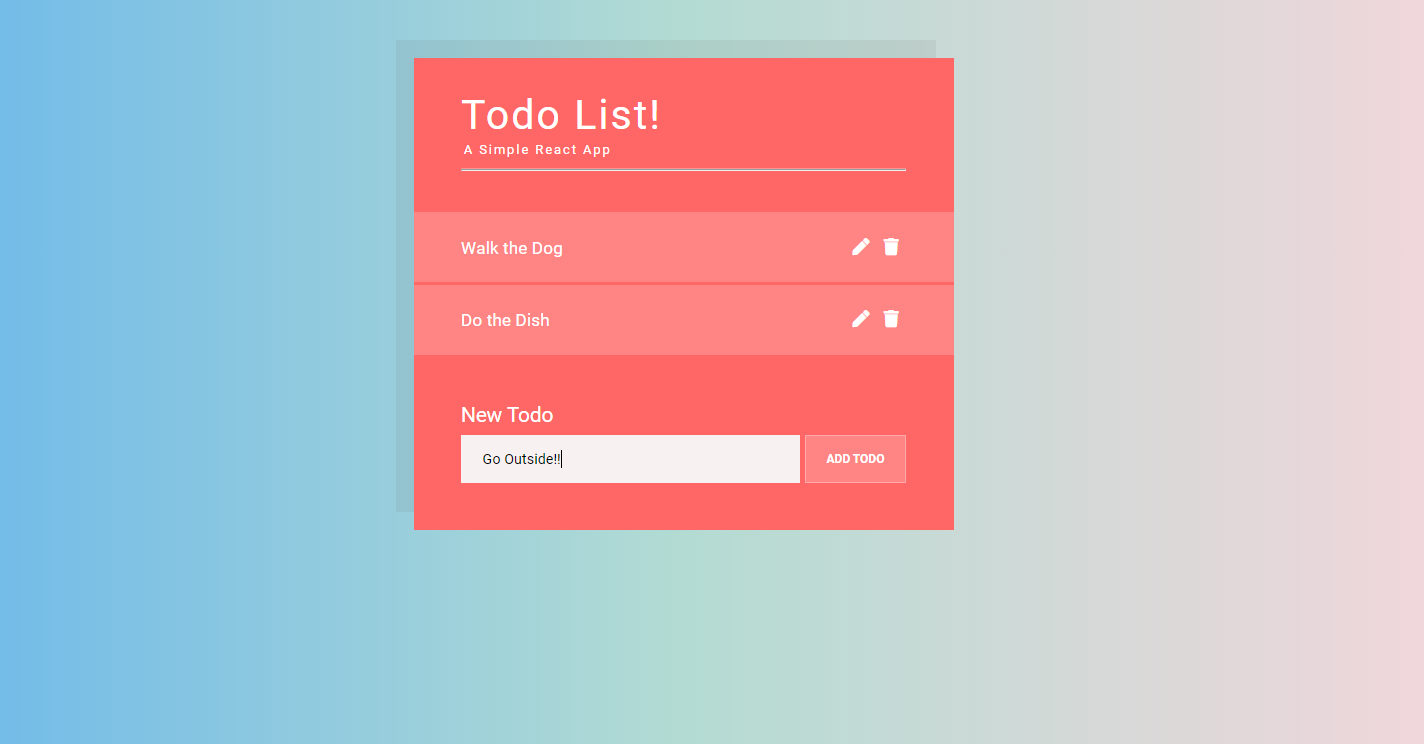 Todo List!
A Simple React App
Walk the Dog
Do the Dish
New Todo
Go Outside!!
ADD TODO